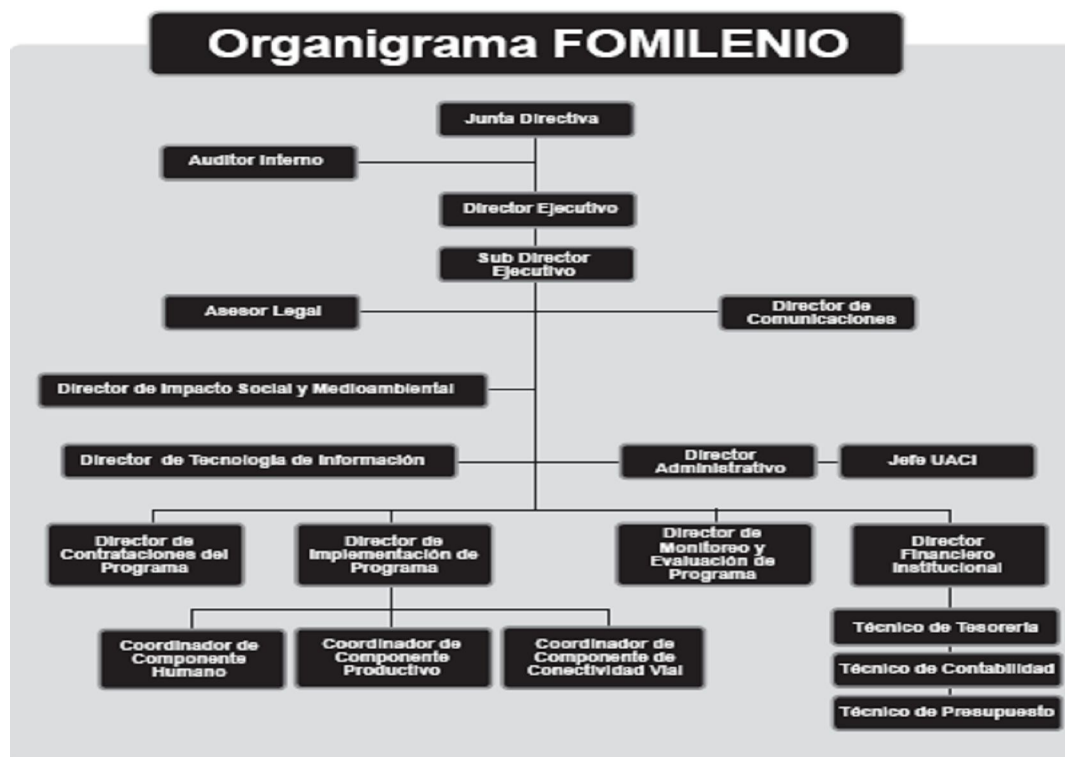 Organigrama FOMILENIO
Junta Directiva
Auditor Interno
Director Ejecutivo
Sub Director
Ejecutivo
Asesor Legal
Director de
Comunicaciones
Director de Impacto Social y Medioambiental
Director de Tecnología de Información
Director
Administrativo
Jefe UACI
Director de
Contrataciones del
Programa
Director de
Implementación de
Programa
Director de
Monitoreo y
Evaluación de
Programa
Director
Financiero
Institucional
Coordinador de
Componente
Humano
Coordinador de
Componente
Productivo
Coordinador de
Componente de
Conectividad Vial
Técnico de Tesorería
Técnico de Contabilidad
Técnico de Presupuesto